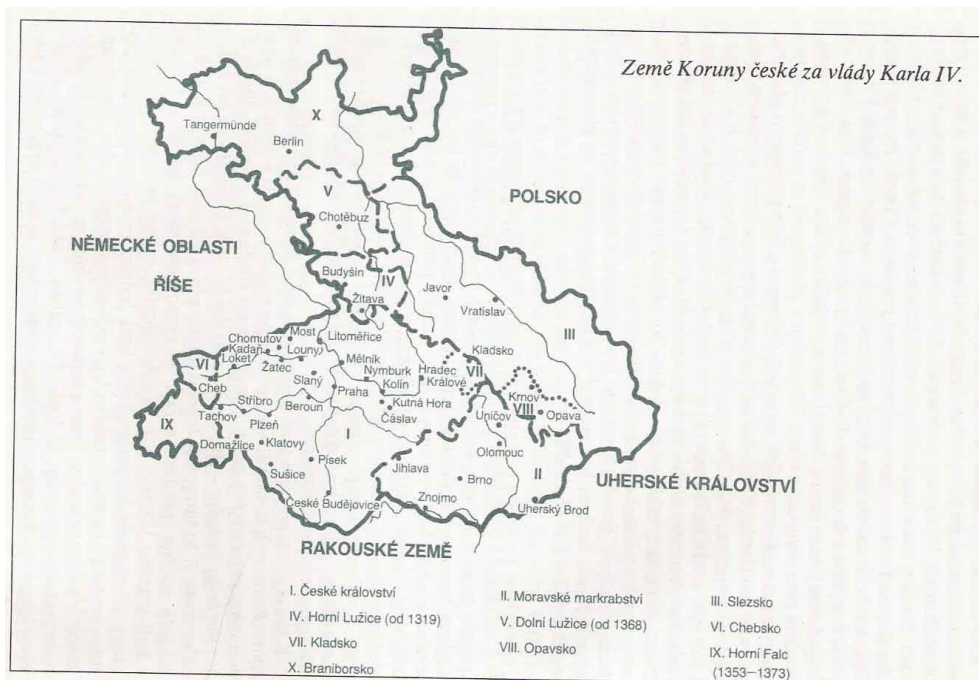 Země Koruny české za vlády Karla IV.
X
Tangermünde
Berlín
V
POLSKO
Chotěbuz
NĚMECKÉ OBLASTI
ŘÍŠE
Budyšín
IV
Žitava
Javor
Vratislav
III
Most
Litoměřice
Chomutov
Kadaň
Louny
Kladsko
VI
Loket
Žatec
Mělník
Hradec
Králové
VII
Nymburk
Cheb
Slaný
Praha
Kolín
Krnov
VIII
Opava
Stříbro
Beroun
Kutná Hora
Tachov
Čáslav
Uničov
IX
Plzeň
I
Domažlice
Klatovy
Olomouc
Písek
Jihlava
II
Sušice
Brno
UHERSKÉ KRÁLOVSTVÍ
České Budějovice
Znojmo
Uherský Brod
RAKOUSKÉ ZEMĚ
I. České království
II. Moravské markrabství
III. Slezsko
IV. Horní Lužice (od 1319)
V. Dolní Lužice (od 1368)
VI. Chebsko
VII. Kladsko
VIII. Opavsko
IX. Horní Falc
(1353–1373)
X. Braniborsko